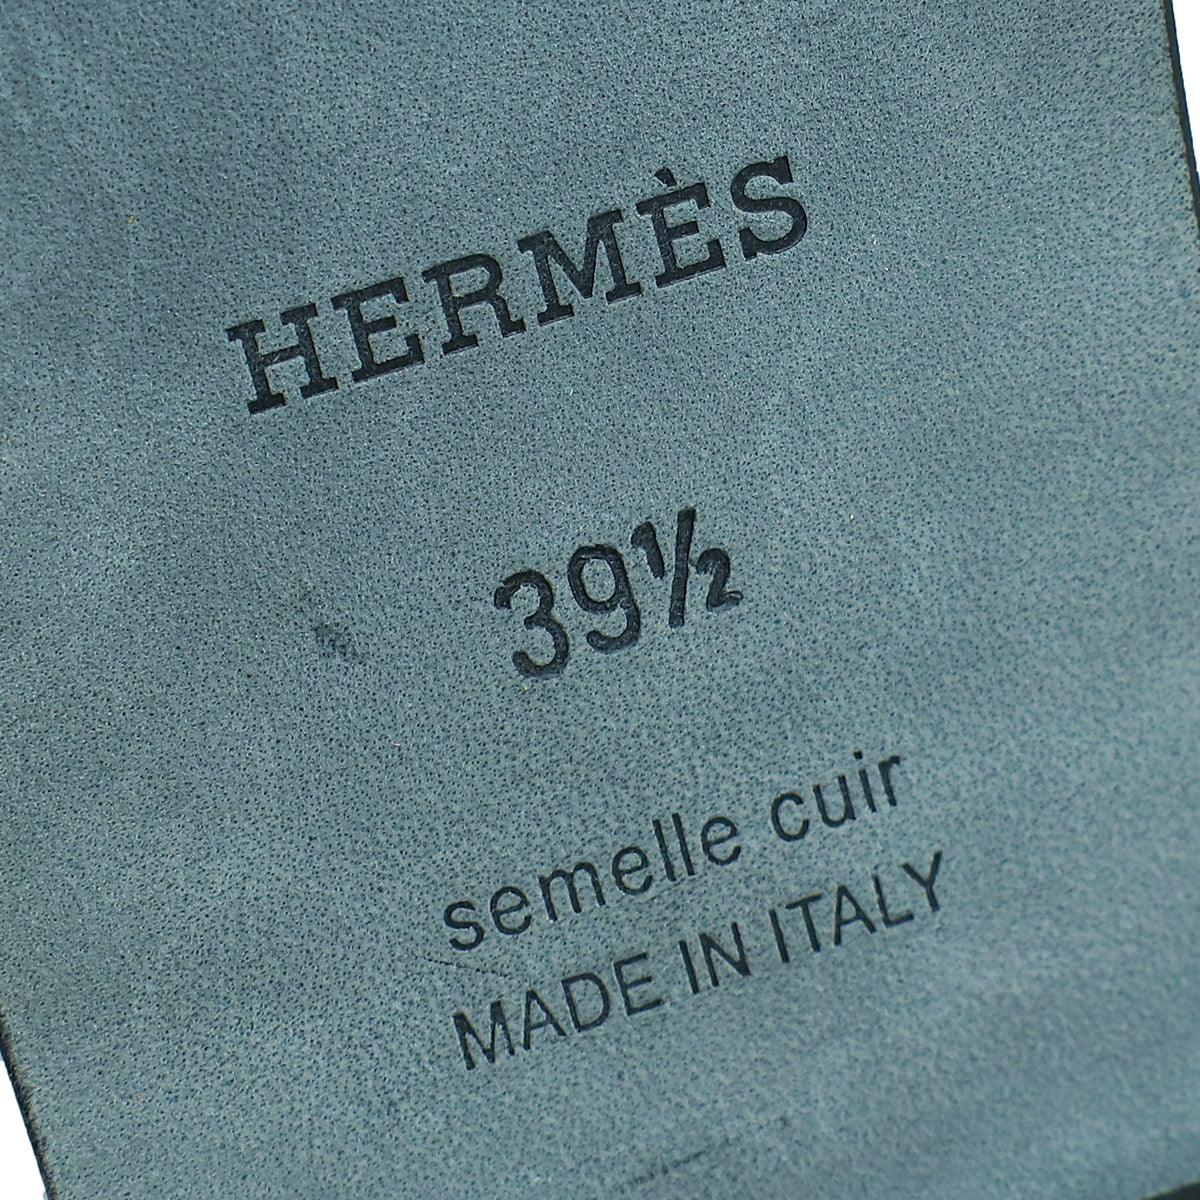 HERMÈS
39½
semelle cuir
MADE IN ITALY